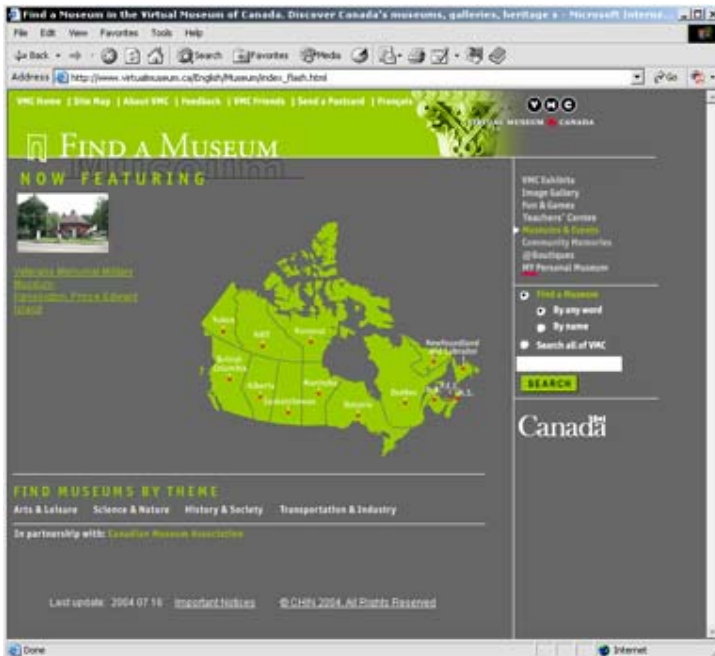 Find a Museum in the Virtual Museum of Canada. Discover Canada's museums, galleries, heritage s - Microsoft Interne...
File Edit View Favorites Tools Help
Back Search Favorites Media
Address http://www.virtualmuseum.ca/English/Museum/index_flash.html Go
VMC Home | Site Map | About VMC | Feedback | VMC Friends | Send a Postcard | Français
VMC
VIRTUAL MUSEUM CANADA
FIND A MUSEUM
NOW FEATURING
Veterans Memorial Military
Museum
Kensington, Prince Edward
Island
Yukon
NWT
Nunavut
British
Columbia
Alberta
Saskatchewan
Manitoba
Ontario
Québec
Newfoundland
and Labrador
P.E.I.
N.B.
N.S.
VMC Exhibits
Image Gallery
Fun & Games
Teachers' Centre
Museums & Events
Community Memories
@Boutiques
MY Personal Museum
Find a Museum
By any word
By name
Search all of VMC
SEARCH
Canada
FIND MUSEUMS BY THEME
Arts & Leisure Science & Nature History & Society Transportation & Industry
In partnership with: Canadian Museum Association
Last update: 2004 07 16 Important Notices © CHIN 2004. All Rights Reserved
Done Internet